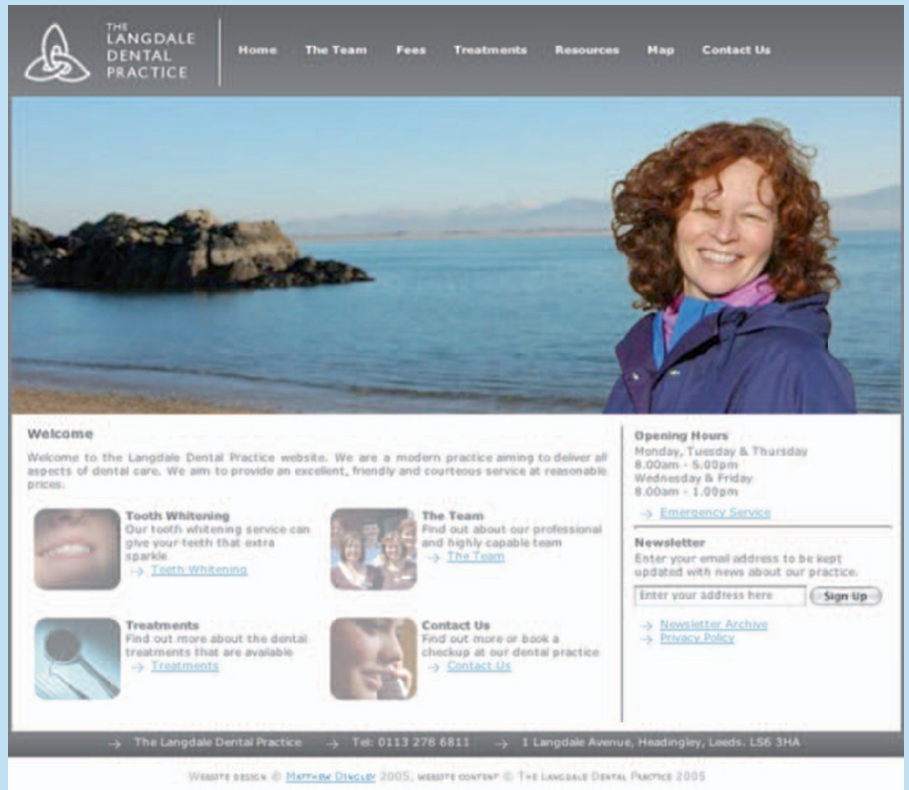 THE
LANGDALE
DENTAL
PRACTICE
Home The Team Fees Treatments Resources Map Contact Us
Welcome
Welcome to the Langdale Dental Practice website. We are a modern practice aiming to deliver all
aspects of dental care. We aim to provide an excellent, friendly and courteous service at reasonable
prices.
Tooth Whitening
Our tooth whitening service can
give your teeth that extra
sparkle
→ Teeth Whitening
The Team
Find out about our professional
and highly capable team
→ The Team
Treatments
Find out more about the dental
treatments that are available
→ Treatments
Contact Us
Find out more or book a
checkup at our dental practice
→ Contact Us
Opening Hours
Monday, Tuesday & Thursday
8.00am - 5.00pm
Wednesday & Friday
8.00am - 1.00pm
→ Emergency Service
Newsletter
Enter your email address to be kept
updated with news about our practice.
Enter your address here Sign Up
→ Newsletter Archive
→ Privacy Policy
→ The Langdale Dental Practice → Tel: 0113 278 6811 → 1 Langdale Avenue, Headingley, Leeds. LS6 3HA
Website design © Matthew Dingley 2005, website content © The Langdale Dental Practice 2005